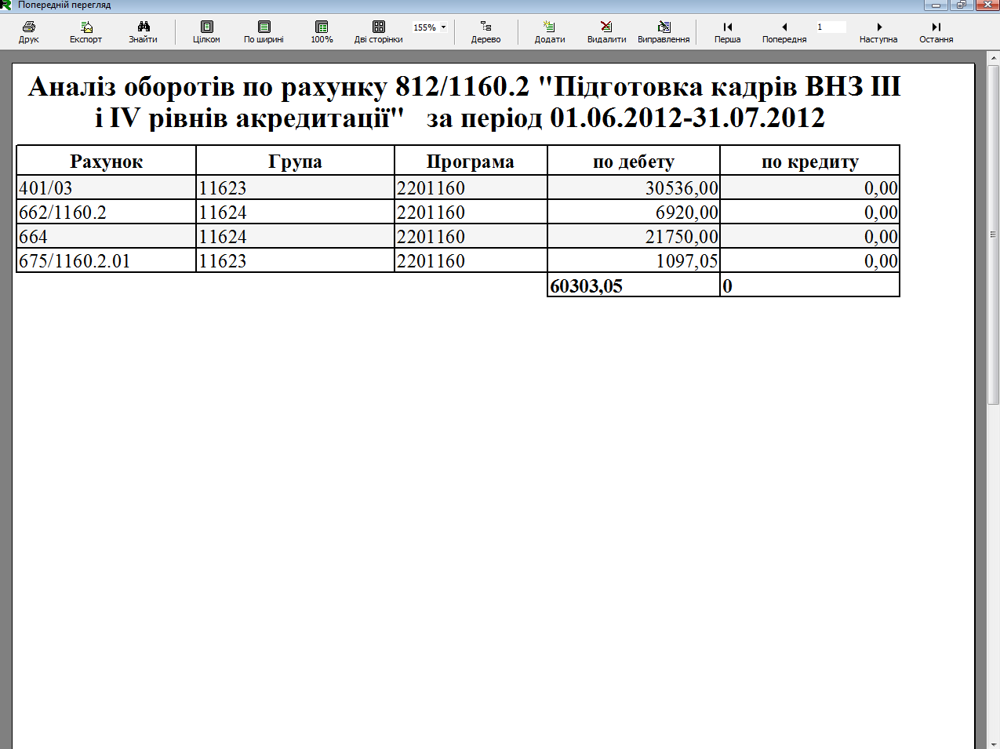 Попередній перегляд
Друк Експорт Знайти Цілком По ширині 100% Дві сторінки 155% Дерево Додати Видалити Виправлення Перша Попередня 1 Наступна Остання
Аналіз оборотів по рахунку 812/1160.2 "Підготовка кадрів ВНЗ III
і IV рівнів акредитації" за період 01.06.2012-31.07.2012
Рахунок Група Програма по дебету по кредиту
401/03 11623 2201160 30536,00 0,00
662/1160.2 11624 2201160 6920,00 0,00
664 11624 2201160 21750,00 0,00
675/1160.2.01 11623 2201160 1097,05 0,00
60303,05 0